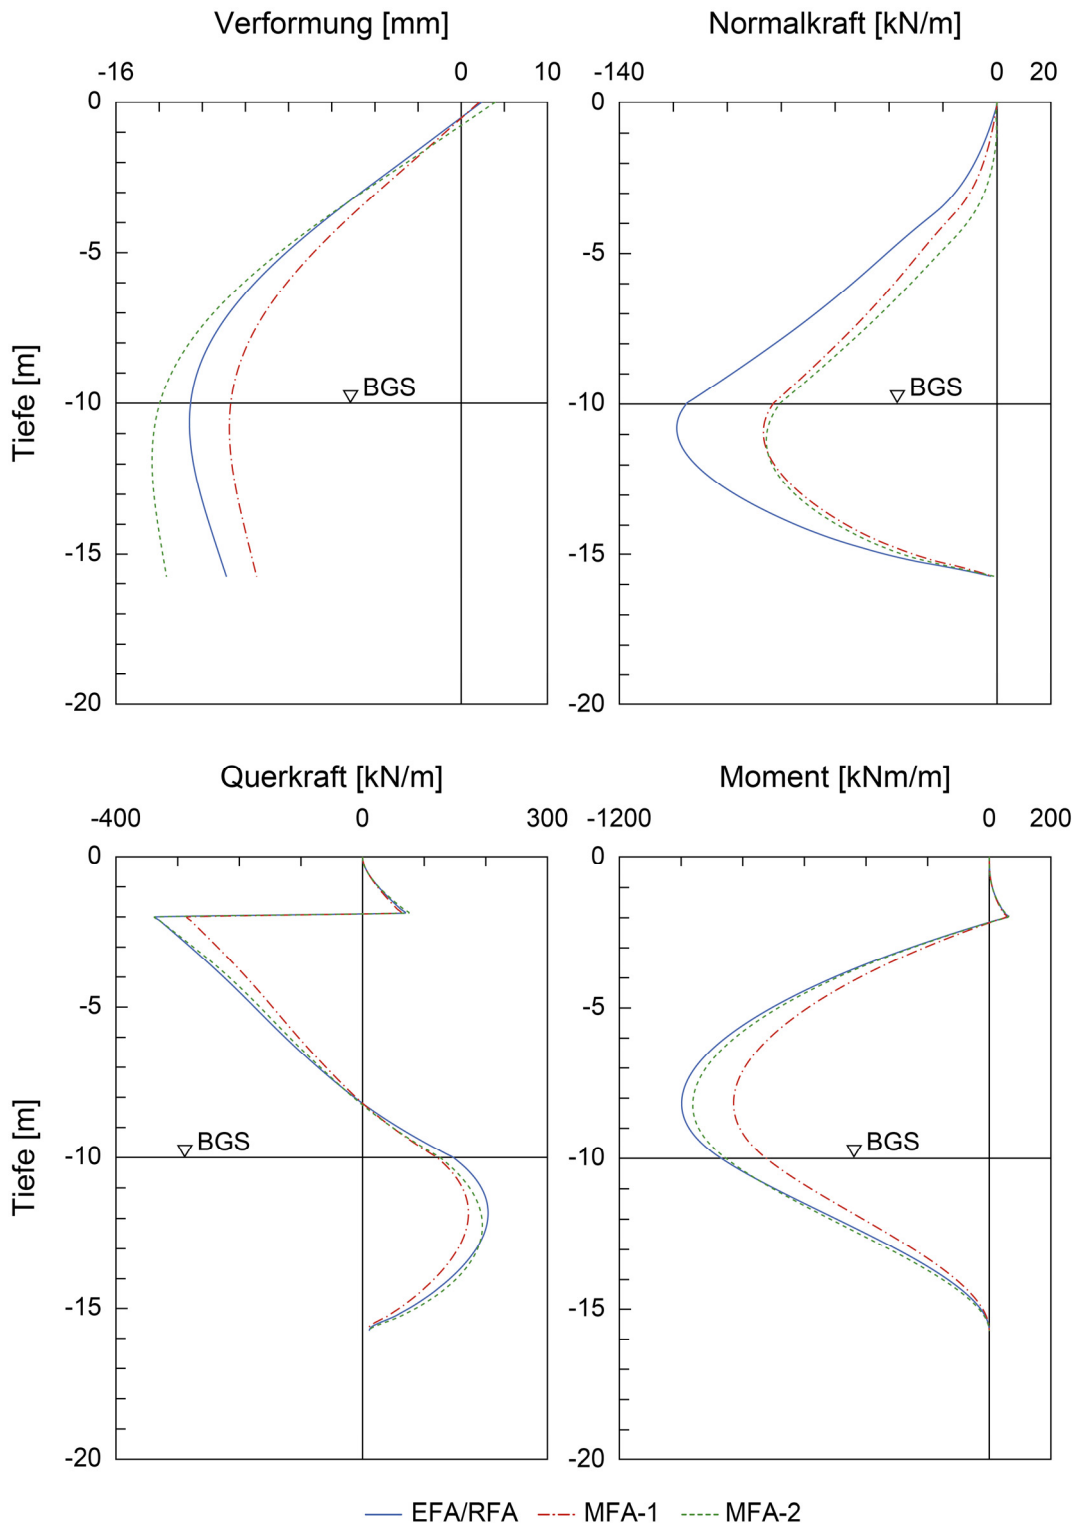 Verformung [mm]
Normalkraft [kN/m]
-16 0 10
-140 0 20
0
-5
-10
-15
-20
Tiefe [m]
BGS
0
-5
-10
-15
-20
BGS
Querkraft [kN/m]
Moment [kNm/m]
-400 0 300
-1200 0 200
0
-5
-10
-15
-20
Tiefe [m]
BGS
0
-5
-10
-15
-20
BGS
EFA/RFA MFA-1 MFA-2